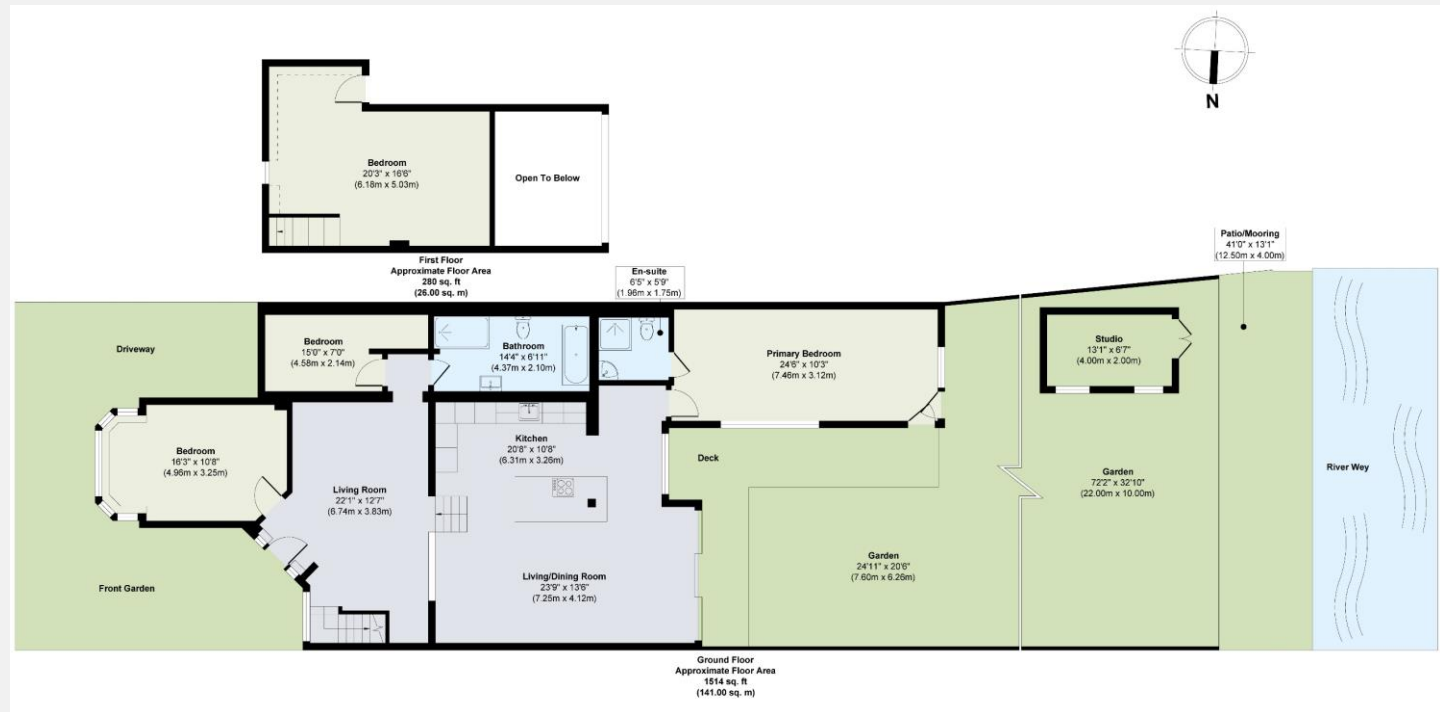 N
Bedroom
20'3" x 16'6"
(6.18m x 5.03m)
Open To Below
First Floor
Approximate Floor Area
280 sq. ft
(26.00 sq. m)
Patio/Mooring
41'0" x 13'1"
(12.50m x 4.00m)
En-suite
6'5" x 5'9"
(1.96m x 1.75m)
Driveway
Bedroom
15'0" x 7'0"
(4.58m x 2.14m)
Bathroom
14'4" x 6'11"
(4.37m x 2.10m)
Primary Bedroom
24'6" x 10'3"
(7.46m x 3.12m)
Studio
13'1" x 6'7"
(4.00m x 2.00m)
Bedroom
16'3" x 10'8"
(4.96m x 3.25m)
Kitchen
20'8" x 10'8"
(6.31m x 3.26m)
Deck
Living Room
22'1" x 12'7"
(6.74m x 3.83m)
Garden
72'2" x 32'10"
(22.00m x 10.00m)
River Wey
Front Garden
Living/Dining Room
23'9" x 13'6"
(7.25m x 4.12m)
Garden
24'11" x 20'6"
(7.60m x 6.26m)
Ground Floor
Approximate Floor Area
1514 sq. ft
(141.00 sq. m)